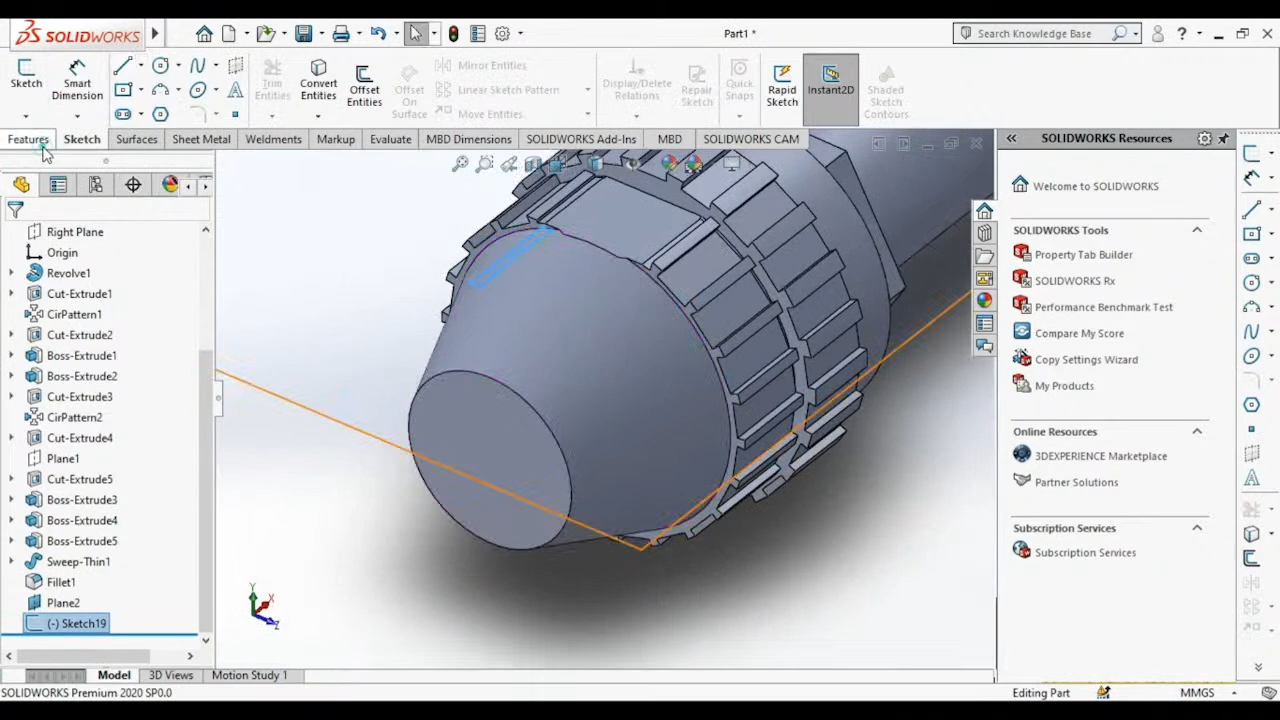 SOLIDWORKS
Part1 *
Search Knowledge Base
?
Sketch
Smart Dimension
Trim Entities
Convert Entities
Offset Entities
Offset On Surface
Mirror Entities
Linear Sketch Pattern
Move Entities
Display/Delete Relations
Repair Sketch
Quick Snaps
Rapid Sketch
Instant2D
Shaded Sketch Contours
Features
Sketch
Surfaces
Sheet Metal
Weldments
Markup
Evaluate
MBD Dimensions
SOLIDWORKS Add-Ins
MBD
SOLIDWORKS CAM
Right Plane
Origin
Revolve1
Cut-Extrude1
CirPattern1
Cut-Extrude2
Boss-Extrude1
Boss-Extrude2
Cut-Extrude3
CirPattern2
Cut-Extrude4
Plane1
Cut-Extrude5
Boss-Extrude3
Boss-Extrude4
Boss-Extrude5
Sweep-Thin1
Fillet1
Plane2
(-) Sketch19
Y
X
Z
SOLIDWORKS Resources
Welcome to SOLIDWORKS
SOLIDWORKS Tools
Property Tab Builder
SOLIDWORKS Rx
Performance Benchmark Test
Compare My Score
Copy Settings Wizard
My Products
Online Resources
3DEXPERIENCE Marketplace
Partner Solutions
Subscription Services
Subscription Services
Model
3D Views
Motion Study 1
SOLIDWORKS Premium 2020 SP0.0
Editing Part
MMGS